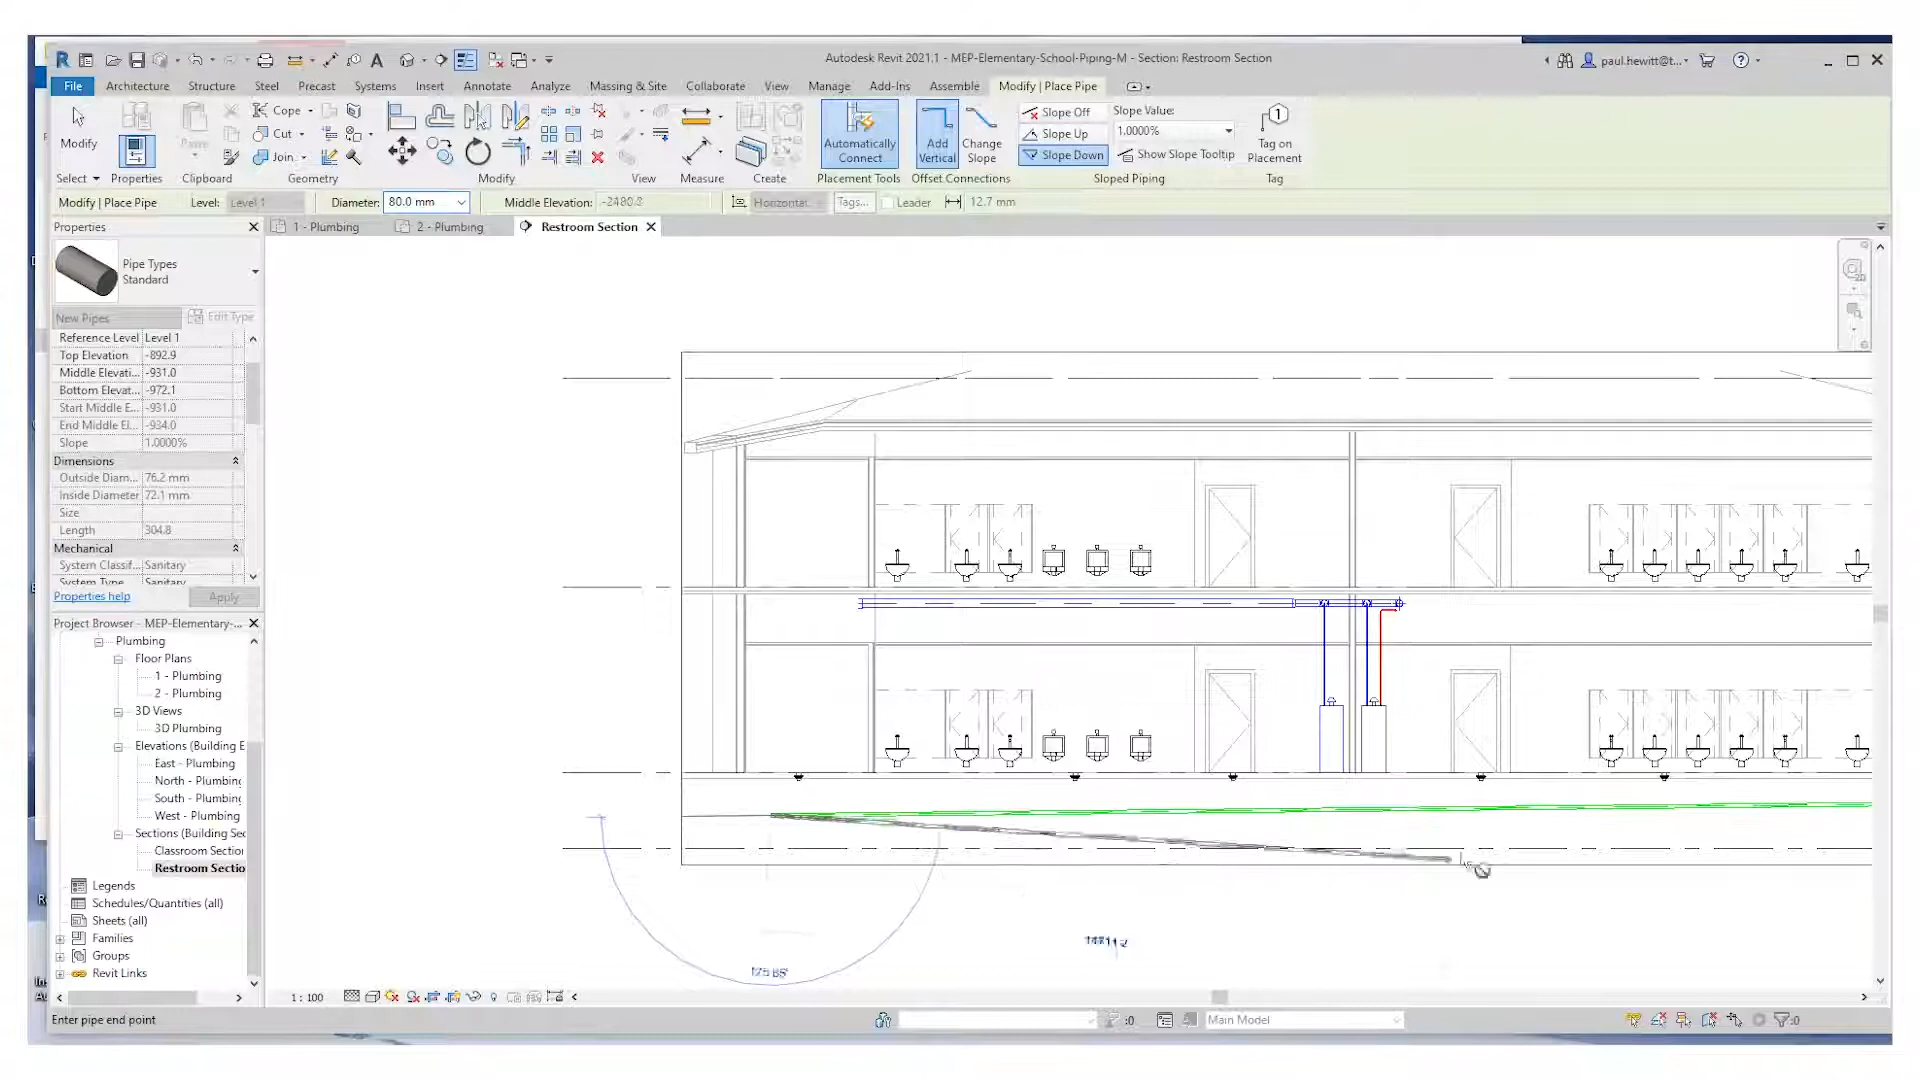 Autodesk Revit 2021.1 - MEP-Elementary-School-Piping-M - Section: Restroom Section
paul.hewitt@t...
File Architecture Structure Steel Precast Systems Insert Annotate Analyze Massing & Site Collaborate View Manage Add-Ins Assemble Modify | Place Pipe
Modify
Paste
Cope
Cut
Join
Automatically
Connect
Add
Vertical
Change
Slope
Slope Off
Slope Up
Slope Down
Slope Value:
1.0000%
Show Slope Tooltip
Tag on
Placement
Select Properties Clipboard Geometry Modify View Measure Create Placement Tools Offset Connections Sloped Piping Tag
Modify | Place Pipe Level: Level 1 Diameter: 80.0 mm Middle Elevation: Horizontal Tags... Leader 12.7 mm
Properties
1 - Plumbing 2 - Plumbing Restroom Section
Pipe Types
Standard
New Pipes Edit Type
Reference Level Level 1
Top Elevation -892.9
Middle Elevati... -931.0
Bottom Elevat... -972.1
Start Middle E... -931.0
End Middle El... -934.0
Slope 1.0000%
Dimensions
Outside Diam... 76.2 mm
Inside Diameter 72.1 mm
Size
Length 304.8
Mechanical
System Classif... Sanitary
System Type Sanitary
Properties help Apply
Project Browser - MEP-Elementary-...
Plumbing
Floor Plans
1 - Plumbing
2 - Plumbing
3D Views
3D Plumbing
Elevations (Building E
East - Plumbing
North - Plumbing
South - Plumbing
West - Plumbing
Sections (Building Sec
Classroom Section
Restroom Sectio
Legends
Schedules/Quantities (all)
Sheets (all)
Families
Groups
Revit Links
1 : 100
Enter pipe end point
:0
Main Model
:0